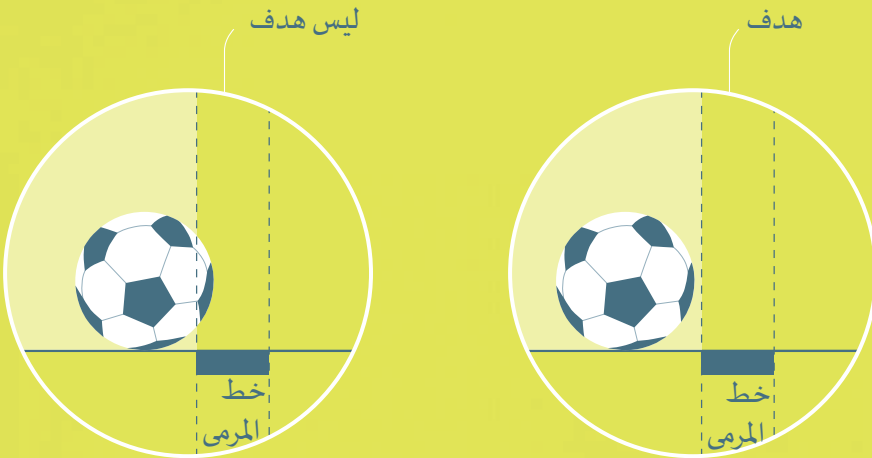 هدف
ليس هدف
خط
المرمى
خط
المرمى